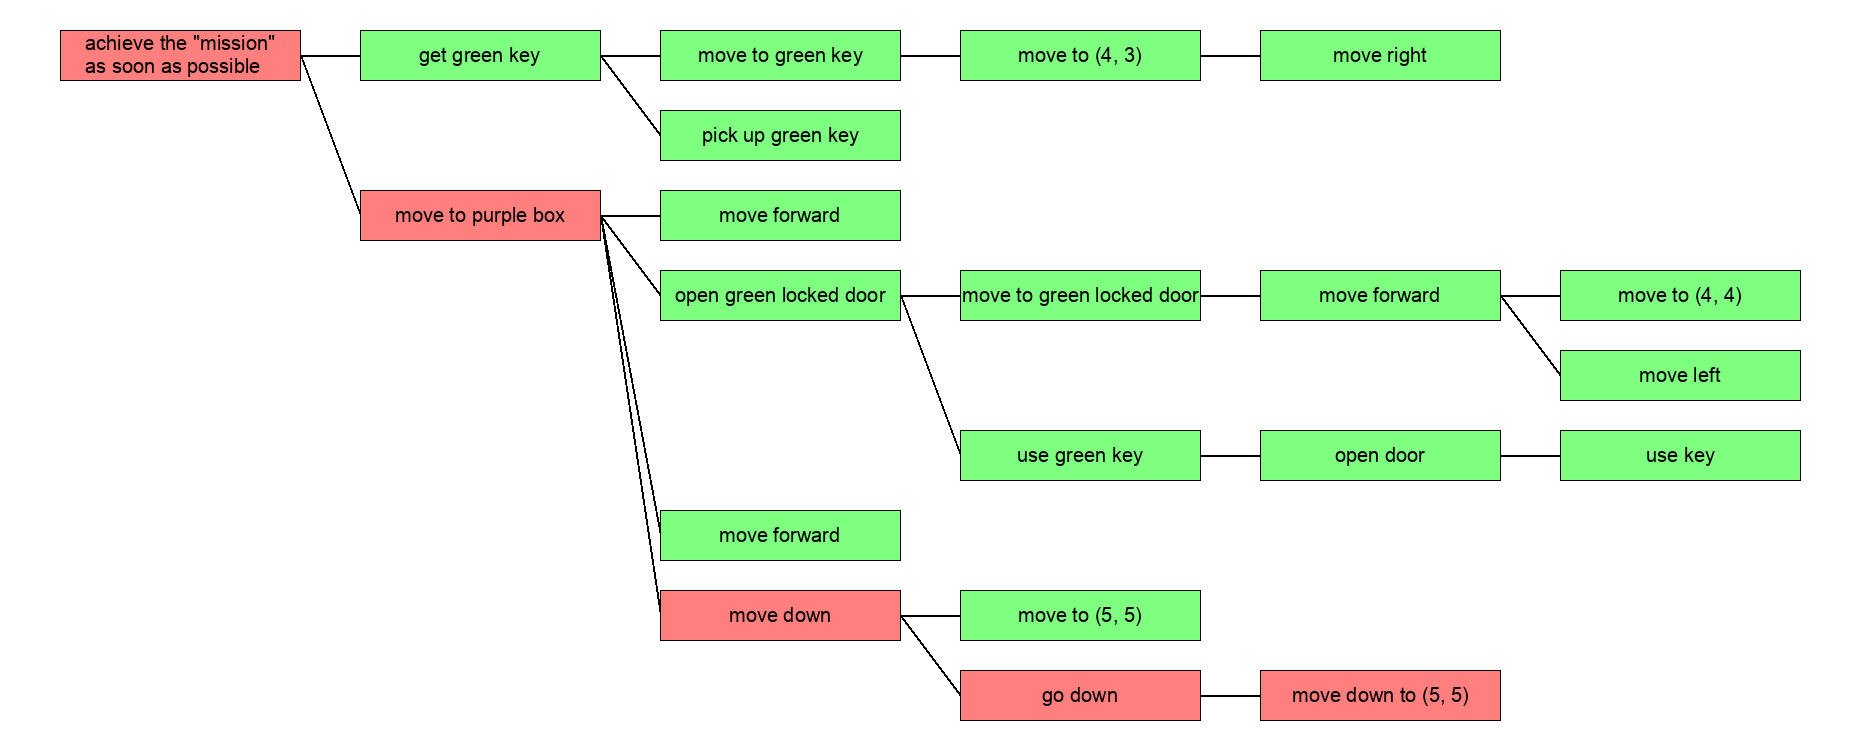 achieve the "mission"
as soon as possible
get green key
move to green key
move to (4, 3)
move right
pick up green key
move to purple box
move forward
open green locked door
move to green locked door
move forward
move to (4, 4)
move left
use green key
open door
use key
move forward
move down
move to (5, 5)
go down
move down to (5, 5)